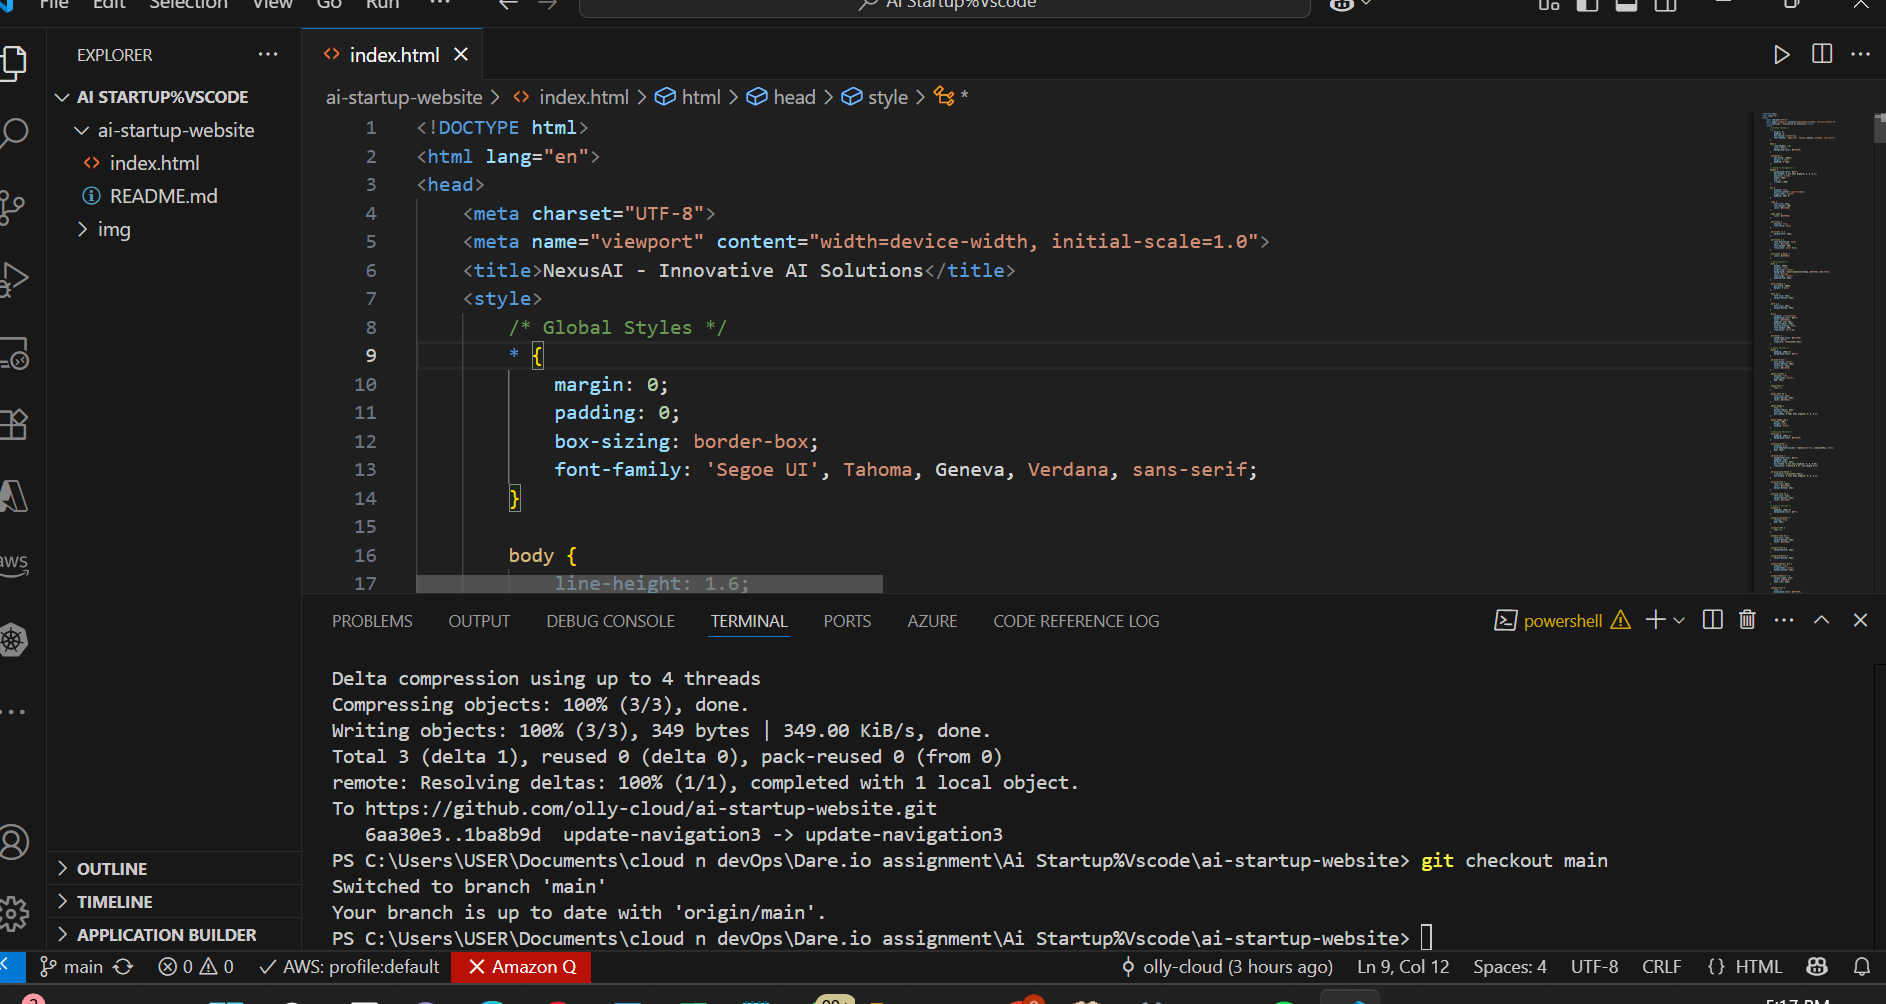 File Edit Selection View Go Run ···
AI Startup%Vscode
EXPLORER
index.html
AI STARTUP%VSCODE
ai-startup-website
index.html
README.md
img
ai-startup-website > index.html > html > head > style > *
1 <!DOCTYPE html>
2 <html lang="en">
3 <head>
4 <meta charset="UTF-8">
5 <meta name="viewport" content="width=device-width, initial-scale=1.0">
6 <title>NexusAI - Innovative AI Solutions</title>
7 <style>
8 /* Global Styles */
9 * {
10 margin: 0;
11 padding: 0;
12 box-sizing: border-box;
13 font-family: 'Segoe UI', Tahoma, Geneva, Verdana, sans-serif;
14 }
15
16 body {
17 line-height: 1.6;
aws
PROBLEMS OUTPUT DEBUG CONSOLE TERMINAL PORTS AZURE CODE REFERENCE LOG
powershell
Delta compression using up to 4 threads
Compressing objects: 100% (3/3), done.
Writing objects: 100% (3/3), 349 bytes | 349.00 KiB/s, done.
Total 3 (delta 1), reused 0 (delta 0), pack-reused 0 (from 0)
remote: Resolving deltas: 100% (1/1), completed with 1 local object.
To https://github.com/olly-cloud/ai-startup-website.git
6aa30e3..1ba8b9d update-navigation3 -> update-navigation3
PS C:\Users\USER\Documents\cloud n devOps\Dare.io assignment\Ai Startup%Vscode\ai-startup-website> git checkout main
Switched to branch 'main'
Your branch is up to date with 'origin/main'.
PS C:\Users\USER\Documents\cloud n devOps\Dare.io assignment\Ai Startup%Vscode\ai-startup-website>
OUTLINE
TIMELINE
APPLICATION BUILDER
main 0 0 AWS: profile:default Amazon Q olly-cloud (3 hours ago) Ln 9, Col 12 Spaces: 4 UTF-8 CRLF {} HTML
5:17 PM